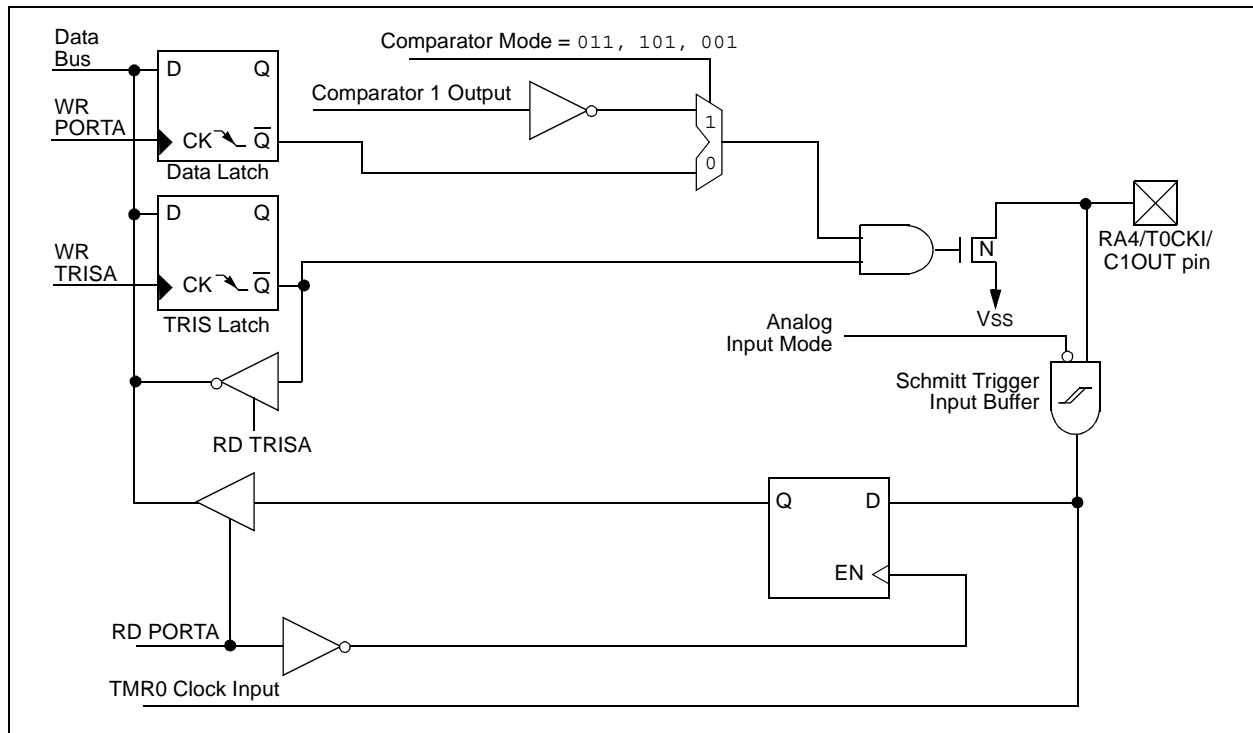 Data
Bus
D Q
WR
PORTA
CK Q
Data Latch
Comparator Mode = 011, 101, 001
Comparator 1 Output
1
0
D Q
WR
TRISA
CK Q
TRIS Latch
N
VSS
RA4/T0CKI/
C1OUT pin
Analog
Input Mode
Schmitt Trigger
Input Buffer
RD TRISA
Q D
EN
RD PORTA
TMR0 Clock Input